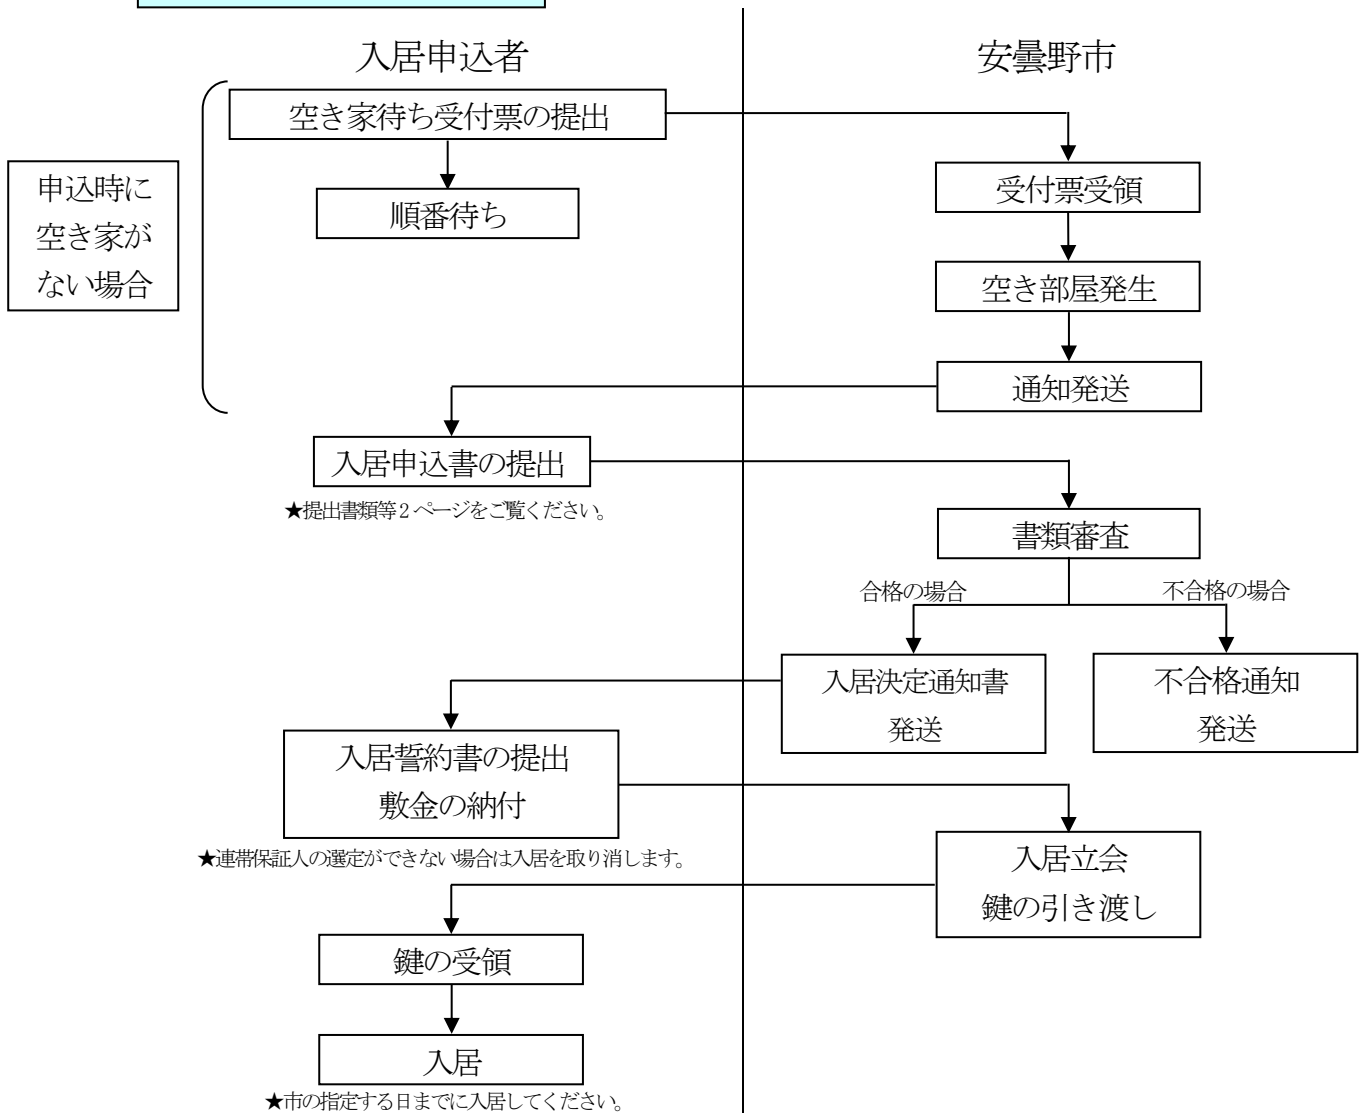 入居申込者
安曇野市
空き家待ち受付票の提出
申込時に
空き家が
ない場合
順番待ち
受付票受領
空き部屋発生
通知発送
入居申込書の提出
★提出書類等2ページをご覧ください。
書類審査
合格の場合
不合格の場合
入居決定通知書
発送
不合格通知
発送
入居誓約書の提出
敷金の納付
★連帯保証人の選定ができない場合は入居を取り消します。
入居立会
鍵の引き渡し
鍵の受領
入居
★市の指定する日までに入居してください。